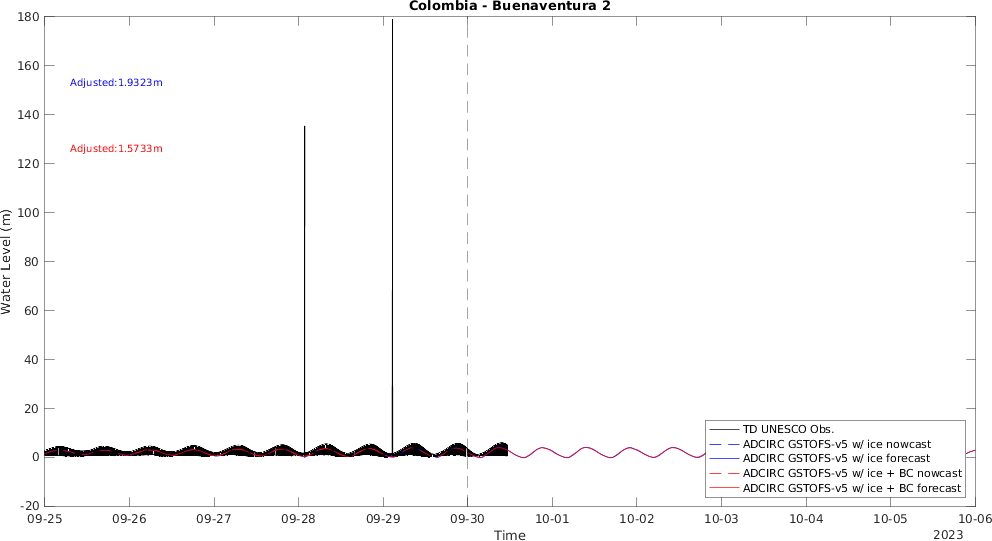 Colombia - Buenaventura 2
180
160
140
120
100
80
60
40
20
0
-20
Water Level (m)
Adjusted:1.9323m
Adjusted:1.5733m
TD UNESCO Obs.
ADCIRC GSTOFS-v5 w/ ice nowcast
ADCIRC GSTOFS-v5 w/ ice forecast
ADCIRC GSTOFS-v5 w/ ice + BC nowcast
ADCIRC GSTOFS-v5 w/ ice + BC forecast
09-25 09-26 09-27 09-28 09-29 09-30 10-01 10-02 10-03 10-04 10-05 10-06
Time
2023